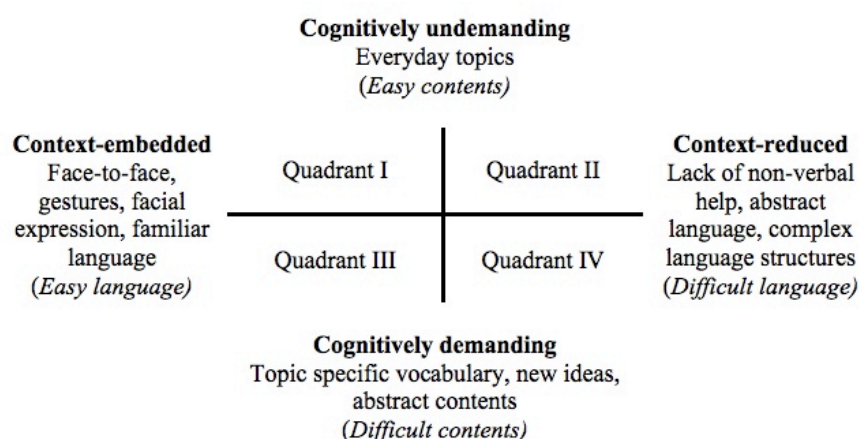 Cognitively undemanding
Everyday topics
(Easy contents)
Context-embedded
Face-to-face,
gestures, facial
expression, familiar
language
(Easy language)
Quadrant I
Quadrant II
Quadrant III
Quadrant IV
Context-reduced
Lack of non-verbal
help, abstract
language, complex
language structures
(Difficult language)
Cognitively demanding
Topic specific vocabulary, new ideas,
abstract contents
(Difficult contents)